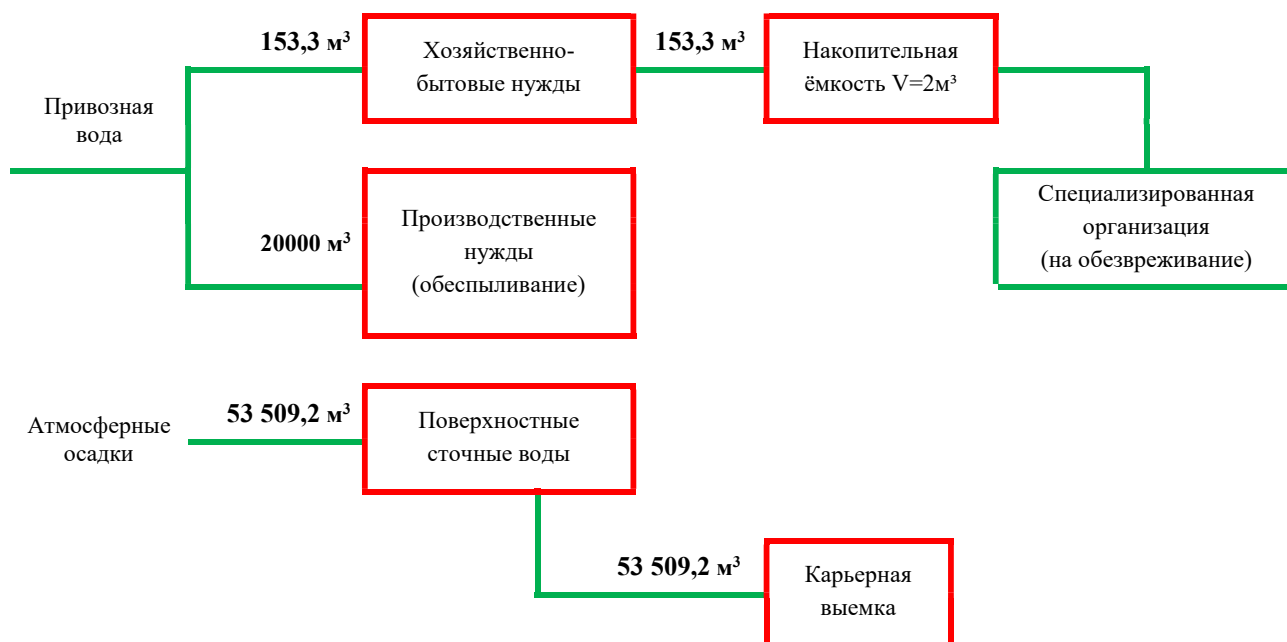 153,3 м³
Хозяйственно-
бытовые нужды
153,3 м³
Накопительная
ёмкость V=2м³
Привозная
вода
20000 м³
Производственные
нужды
(обеспыливание)
Специализированная
организация
(на обезвреживание)
Атмосферные
осадки
53 509,2 м³
Поверхностные
сточные воды
53 509,2 м³
Карьерная
выемка